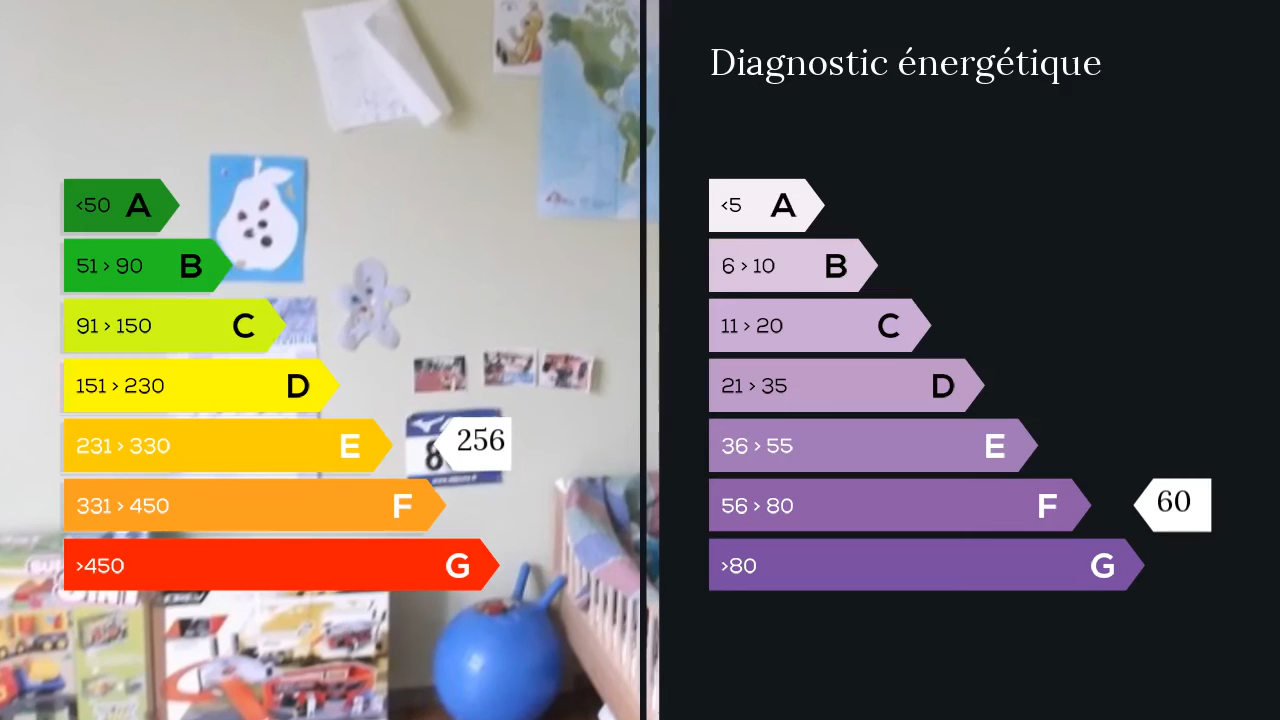 Diagnostic énergétique
<50 A
51 > 90 B
91 > 150 C
151 > 230 D
231 > 330 E
256
331 > 450 F
>450 G
8
<5 A
6 > 10 B
11 > 20 C
21 > 35 D
36 > 55 E
56 > 80 F
60
>80 G